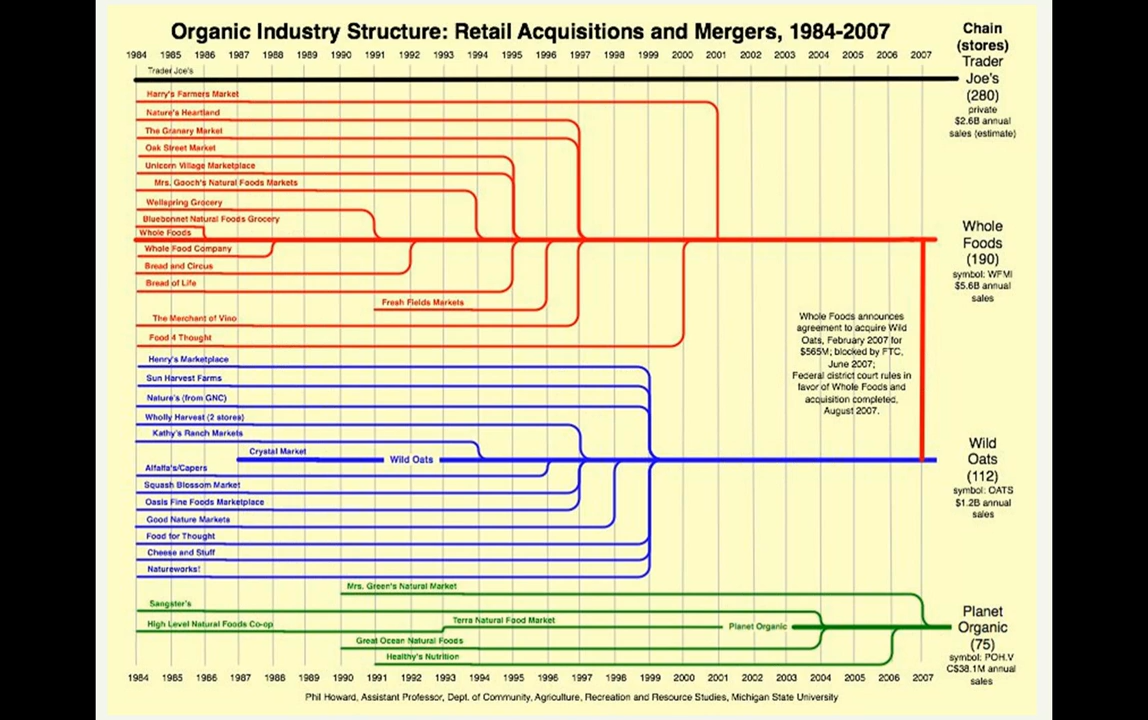 Organic Industry Structure: Retail Acquisitions and Mergers, 1984-2007
1984 1985 1986 1987 1988 1989 1990 1991 1992 1993 1994 1995 1996 1997 1998 1999 2000 2001 2002 2003 2004 2005 2006 2007
Chain
(stores)
Trader Joe's
Trader
Joe's
(280)
private
$2.6B annual
sales (estimate)
Harry's Farmers Market
Nature's Heartland
The Granary Market
Oak Street Market
Unicorn Village Marketplace
Mrs. Gooch's Natural Foods Markets
Wellspring Grocery
Bluebonnet Natural Foods Grocery
Whole Foods
Whole Food Company
Bread and Circus
Bread of Life
Fresh Fields Markets
The Merchant of Vino
Food 4 Thought
Whole
Foods
(190)
symbol: WFMI
$5.6B annual
sales
Whole Foods announces
agreement to acquire Wild
Oats, February 2007 for
$565M; blocked by FTC,
June 2007;
Federal district court rules in
favor of Whole Foods and
acquisition completed,
August 2007.
Henry's Marketplace
Sun Harvest Farms
Nature's (from GNC)
Wholly Harvest (2 stores)
Kathy's Ranch Markets
Crystal Market
Wild Oats
Alfalfa's/Capers
Squash Blossom Market
Oasis Fine Foods Marketplace
Good Nature Markets
Food for Thought
Cheese and Stuff
Natureworks!
Wild
Oats
(112)
symbol: OATS
$1.2B annual
sales
Mrs. Green's Natural Market
Sangster's
High Level Natural Foods Co-op
Terra Natural Food Market
Planet Organic
Great Ocean Natural Foods
Healthy's Nutrition
Planet
Organic
(75)
symbol: POH.V
C$38.1M annual
sales
1984 1985 1986 1987 1988 1989 1990 1991 1992 1993 1994 1995 1996 1997 1998 1999 2000 2001 2002 2003 2004 2005 2006 2007
Phil Howard, Assistant Professor, Dept. of Community, Agriculture, Recreation and Resource Studies, Michigan State University